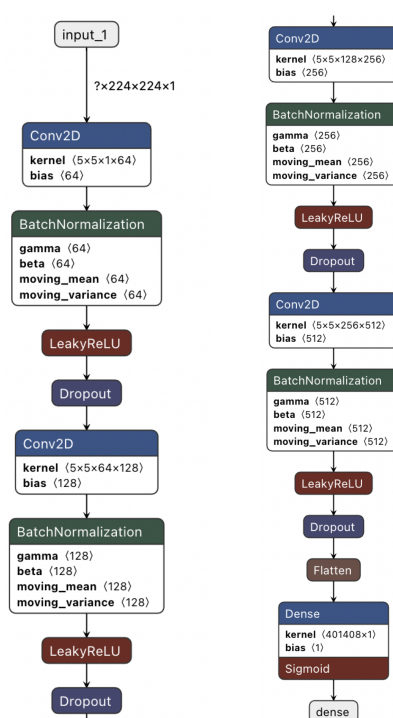 input_1
?×224×224×1
Conv2D
kernel ⟨5×5×1×64⟩
bias ⟨64⟩
BatchNormalization
gamma ⟨64⟩
beta ⟨64⟩
moving_mean ⟨64⟩
moving_variance ⟨64⟩
LeakyReLU
Dropout
Conv2D
kernel ⟨5×5×64×128⟩
bias ⟨128⟩
BatchNormalization
gamma ⟨128⟩
beta ⟨128⟩
moving_mean ⟨128⟩
moving_variance ⟨128⟩
LeakyReLU
Dropout
Conv2D
kernel ⟨5×5×128×256⟩
bias ⟨256⟩
BatchNormalization
gamma ⟨256⟩
beta ⟨256⟩
moving_mean ⟨256⟩
moving_variance ⟨256⟩
LeakyReLU
Dropout
Conv2D
kernel ⟨5×5×256×512⟩
bias ⟨512⟩
BatchNormalization
gamma ⟨512⟩
beta ⟨512⟩
moving_mean ⟨512⟩
moving_variance ⟨512⟩
LeakyReLU
Dropout
Flatten
Dense
kernel ⟨401408×1⟩
bias ⟨1⟩
Sigmoid
dense